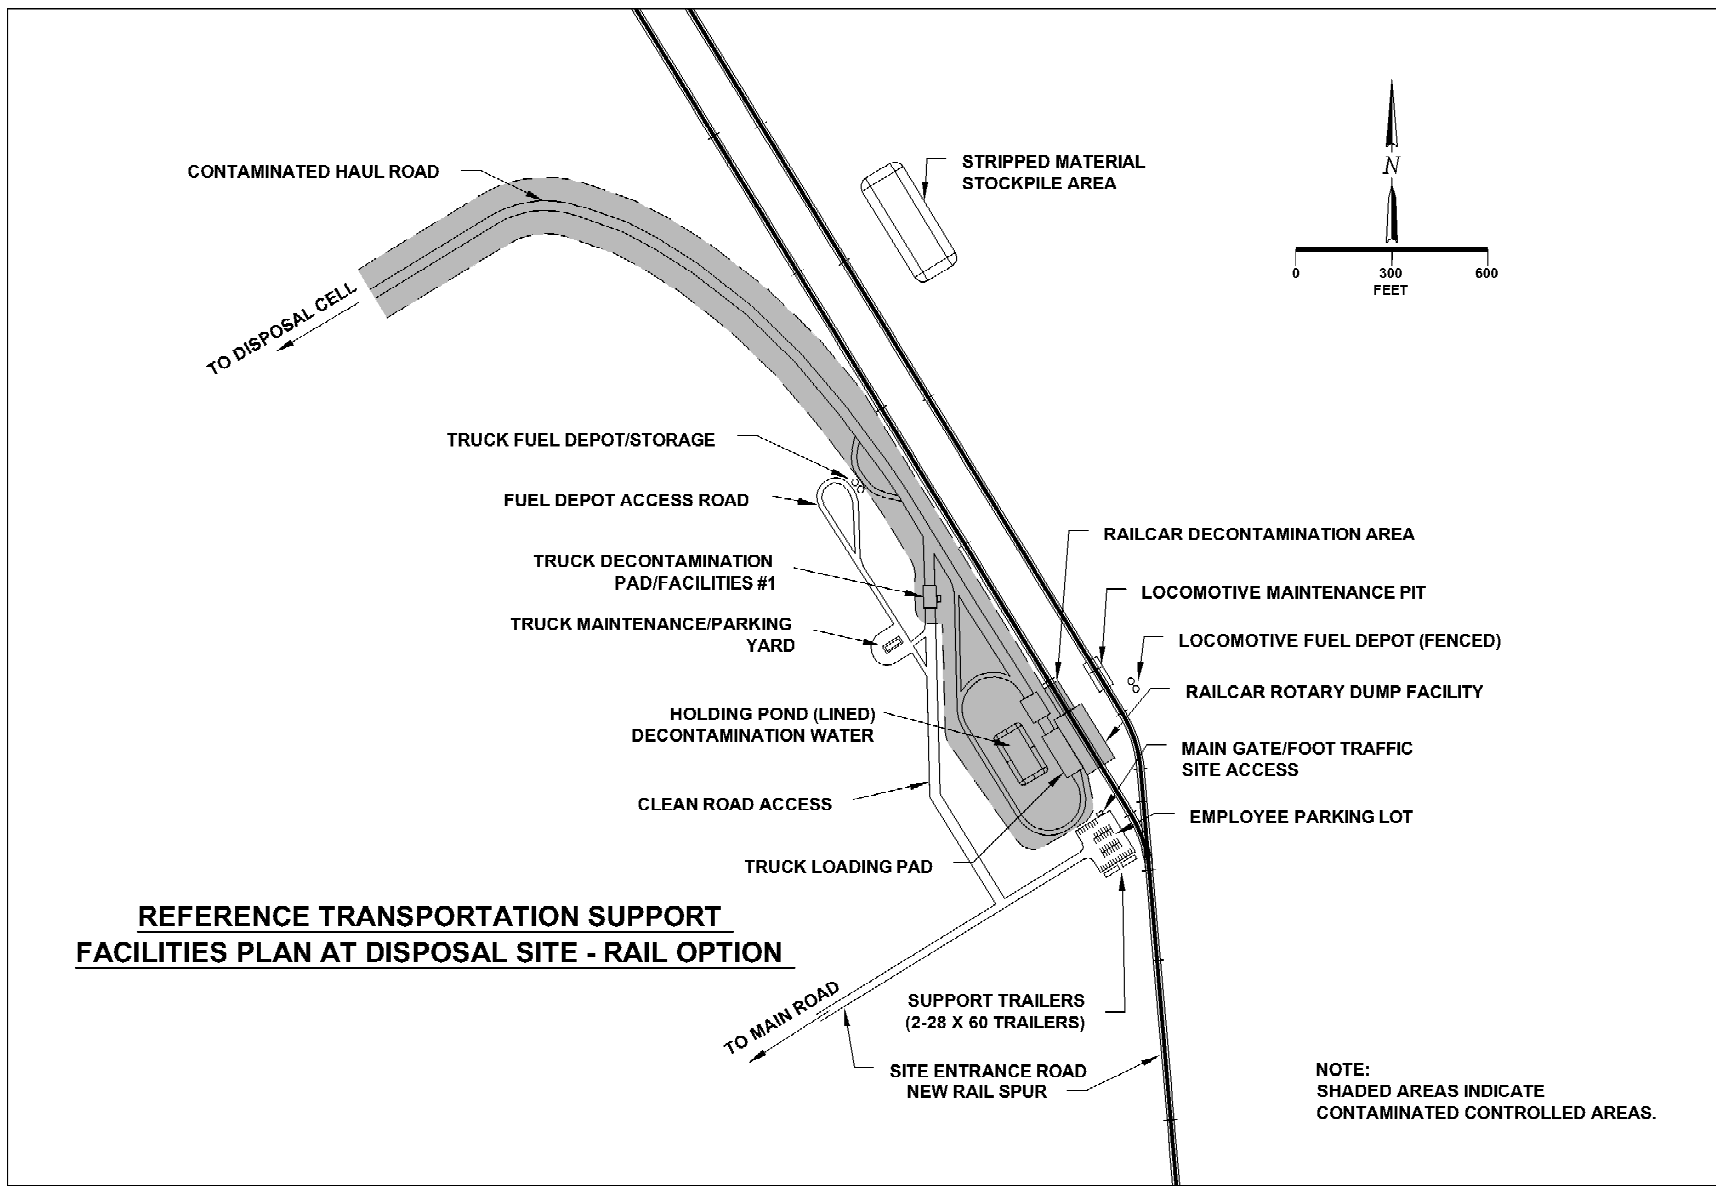 CONTAMINATED HAUL ROAD
STRIPPED MATERIAL
STOCKPILE AREA
N
0 300 600
FEET
TO DISPOSAL CELL
TRUCK FUEL DEPOT/STORAGE
FUEL DEPOT ACCESS ROAD
RAILCAR DECONTAMINATION AREA
TRUCK DECONTAMINATION
PAD/FACILITIES #1
LOCOMOTIVE MAINTENANCE PIT
TRUCK MAINTENANCE/PARKING
YARD
LOCOMOTIVE FUEL DEPOT (FENCED)
RAILCAR ROTARY DUMP FACILITY
HOLDING POND (LINED)
DECONTAMINATION WATER
MAIN GATE/FOOT TRAFFIC
SITE ACCESS
CLEAN ROAD ACCESS
EMPLOYEE PARKING LOT
TRUCK LOADING PAD
REFERENCE TRANSPORTATION SUPPORT
FACILITIES PLAN AT DISPOSAL SITE - RAIL OPTION
TO MAIN ROAD
SUPPORT TRAILERS
(2-28 X 60 TRAILERS)
SITE ENTRANCE ROAD
NEW RAIL SPUR
NOTE:
SHADED AREAS INDICATE
CONTAMINATED CONTROLLED AREAS.